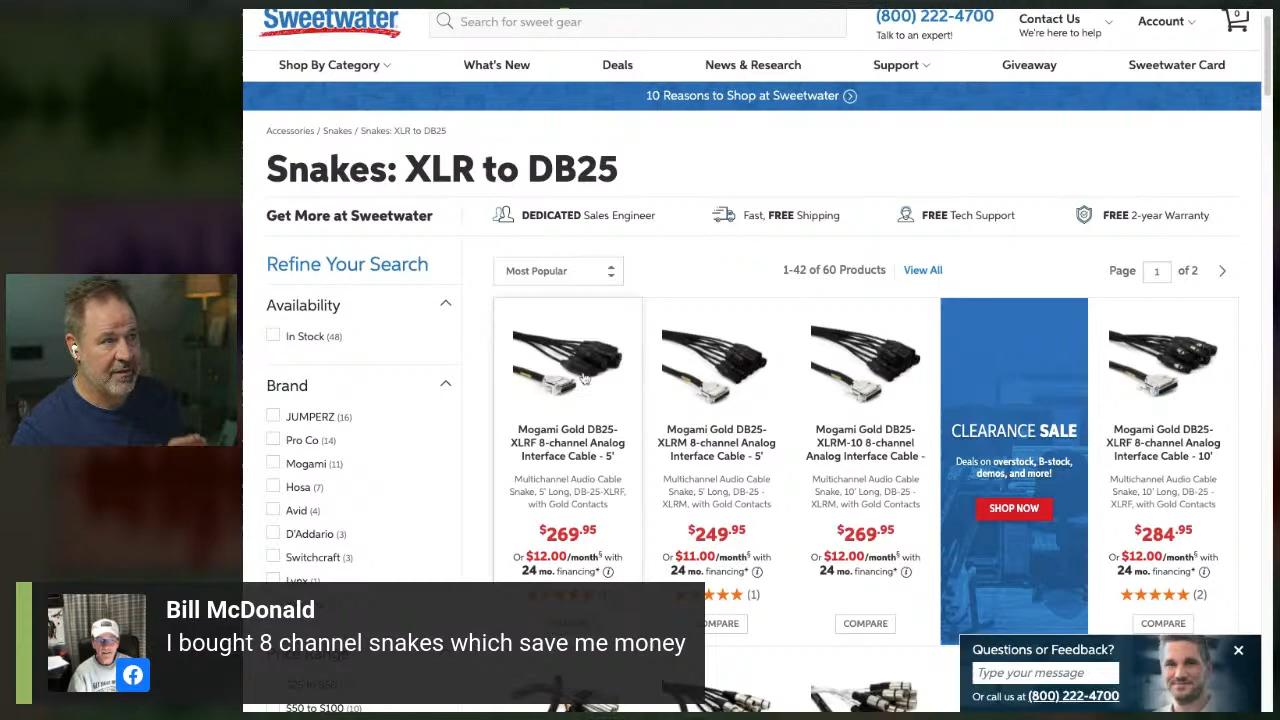 Sweetwater
Search for sweet gear
(800) 222-4700
Talk to an expert!
Contact Us
We're here to help
Account
0
Shop By Category
What's New
Deals
News & Research
Support
Giveaway
Sweetwater Card
10 Reasons to Shop at Sweetwater
Accessories / Snakes / Snakes: XLR to DB25
Snakes: XLR to DB25
Get More at Sweetwater
DEDICATED Sales Engineer
Fast, FREE Shipping
FREE Tech Support
FREE 2-year Warranty
Refine Your Search
Most Popular
1-42 of 60 Products
View All
Page 1 of 2
Availability
In Stock (48)
Brand
JUMPERZ (16)
Pro Co (14)
Mogami (11)
Hosa (7)
Avid (4)
D'Addario (3)
Switchcraft (3)
Price Range
$25 to $50
$50 to $100 (10)
Mogami Gold DB25-
XLRF 8-channel Analog
Interface Cable - 5'
Multichannel Audio Cable
Snake, 5' Long, DB-25-XLRF,
with Gold Contacts
$269.95
Or $12.00/month§ with
24 mo. financing*
Mogami Gold DB25-
XLRM 8-channel Analog
Interface Cable - 5'
Multichannel Audio Cable
Snake, 5' Long, DB-25 -
XLRM, with Gold Contacts
$249.95
Or $11.00/month§ with
24 mo. financing*
(1)
COMPARE
Mogami Gold DB25-
XLRM-10 8-channel
Analog Interface Cable -
Multichannel Audio Cable
Snake, 10' Long, DB-25 -
XLRM, with Gold Contacts
$269.95
Or $12.00/month§ with
24 mo. financing*
COMPARE
CLEARANCE SALE
Deals on overstock, B-stock,
demos, and more!
SHOP NOW
Mogami Gold DB25-
XLRF 8-channel Analog
Interface Cable - 10'
Multichannel Audio Cable
Snake, 10' Long, DB-25 -
XLRF, with Gold Contacts
$284.95
Or $12.00/month§ with
24 mo. financing*
(2)
COMPARE
Bill McDonald
I bought 8 channel snakes which save me money
Questions or Feedback?
Type your message
Or call us at (800) 222-4700